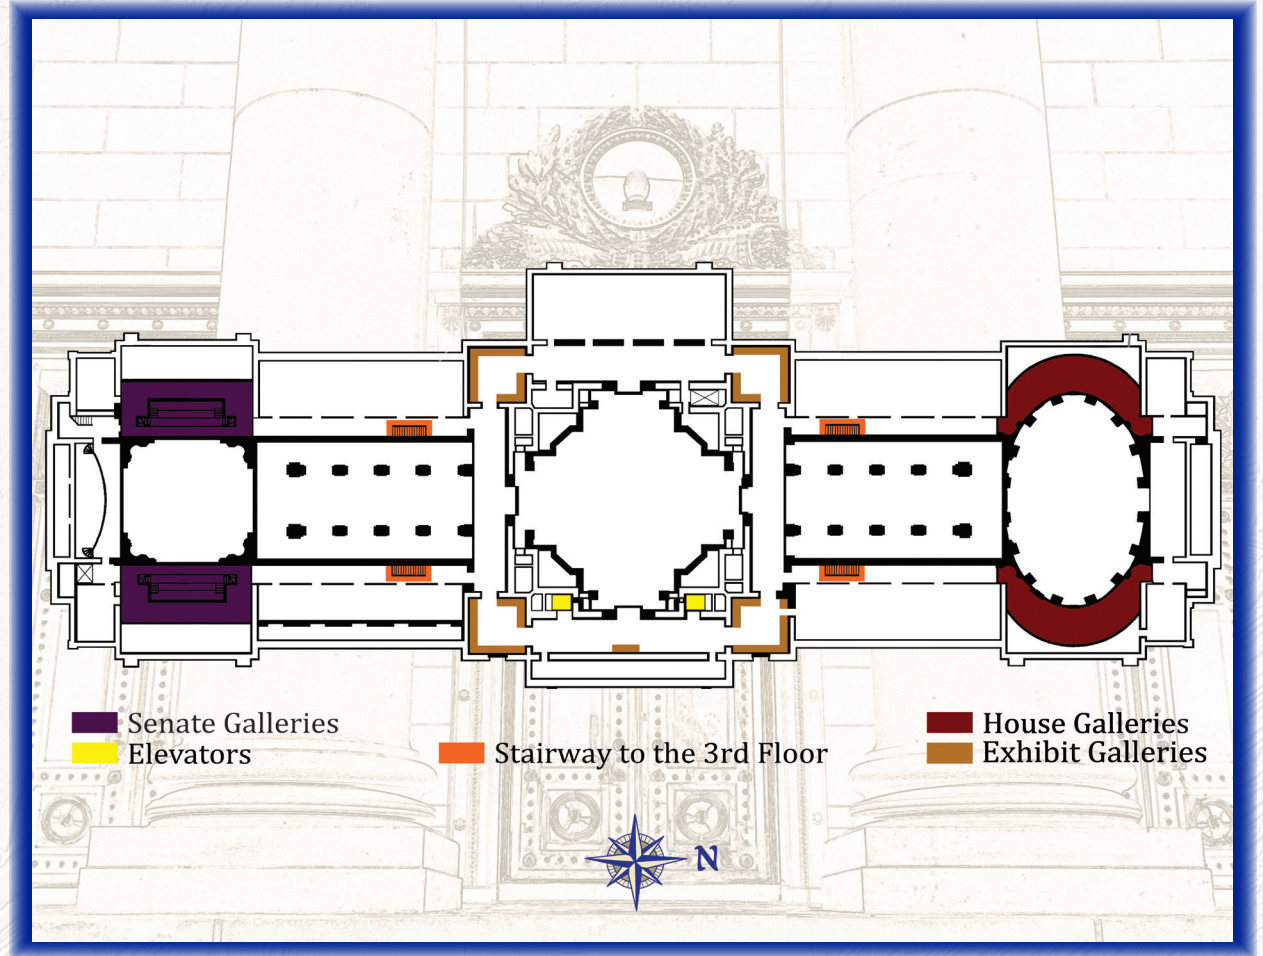 Senate Galleries
Elevators
Stairway to the 3rd Floor
House Galleries
Exhibit Galleries
N